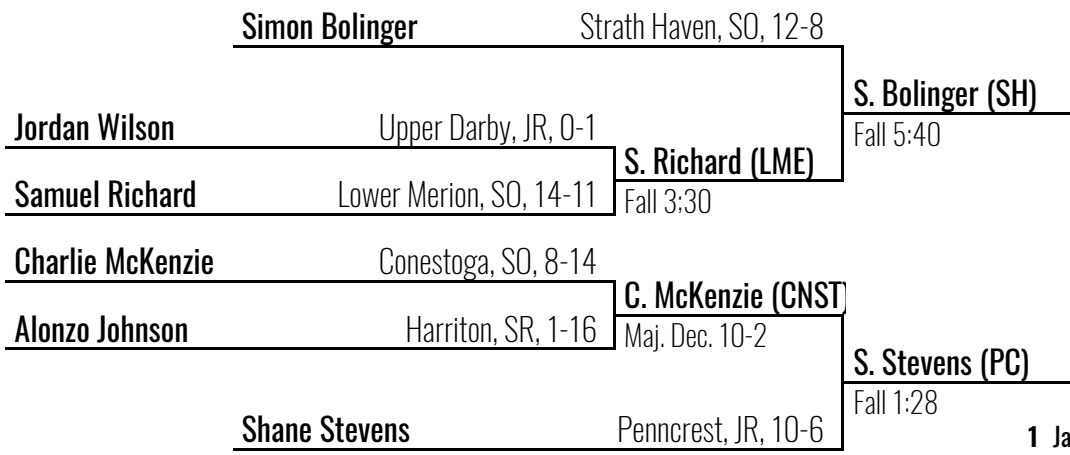 Simon Bolinger Strath Haven, SO, 12-8
S. Bolinger (SH)
Jordan Wilson Upper Darby, JR, 0-1
Fall 5:40
S. Richard (LME)
Samuel Richard Lower Merion, SO, 14-11
Fall 3:30
Charlie McKenzie Conestoga, SO, 8-14
C. McKenzie (CNST)
Alonzo Johnson Harriton, SR, 1-16
Maj. Dec. 10-2
S. Stevens (PC)
Fall 1:28
Shane Stevens Penncrest, JR, 10-6
1 Ja